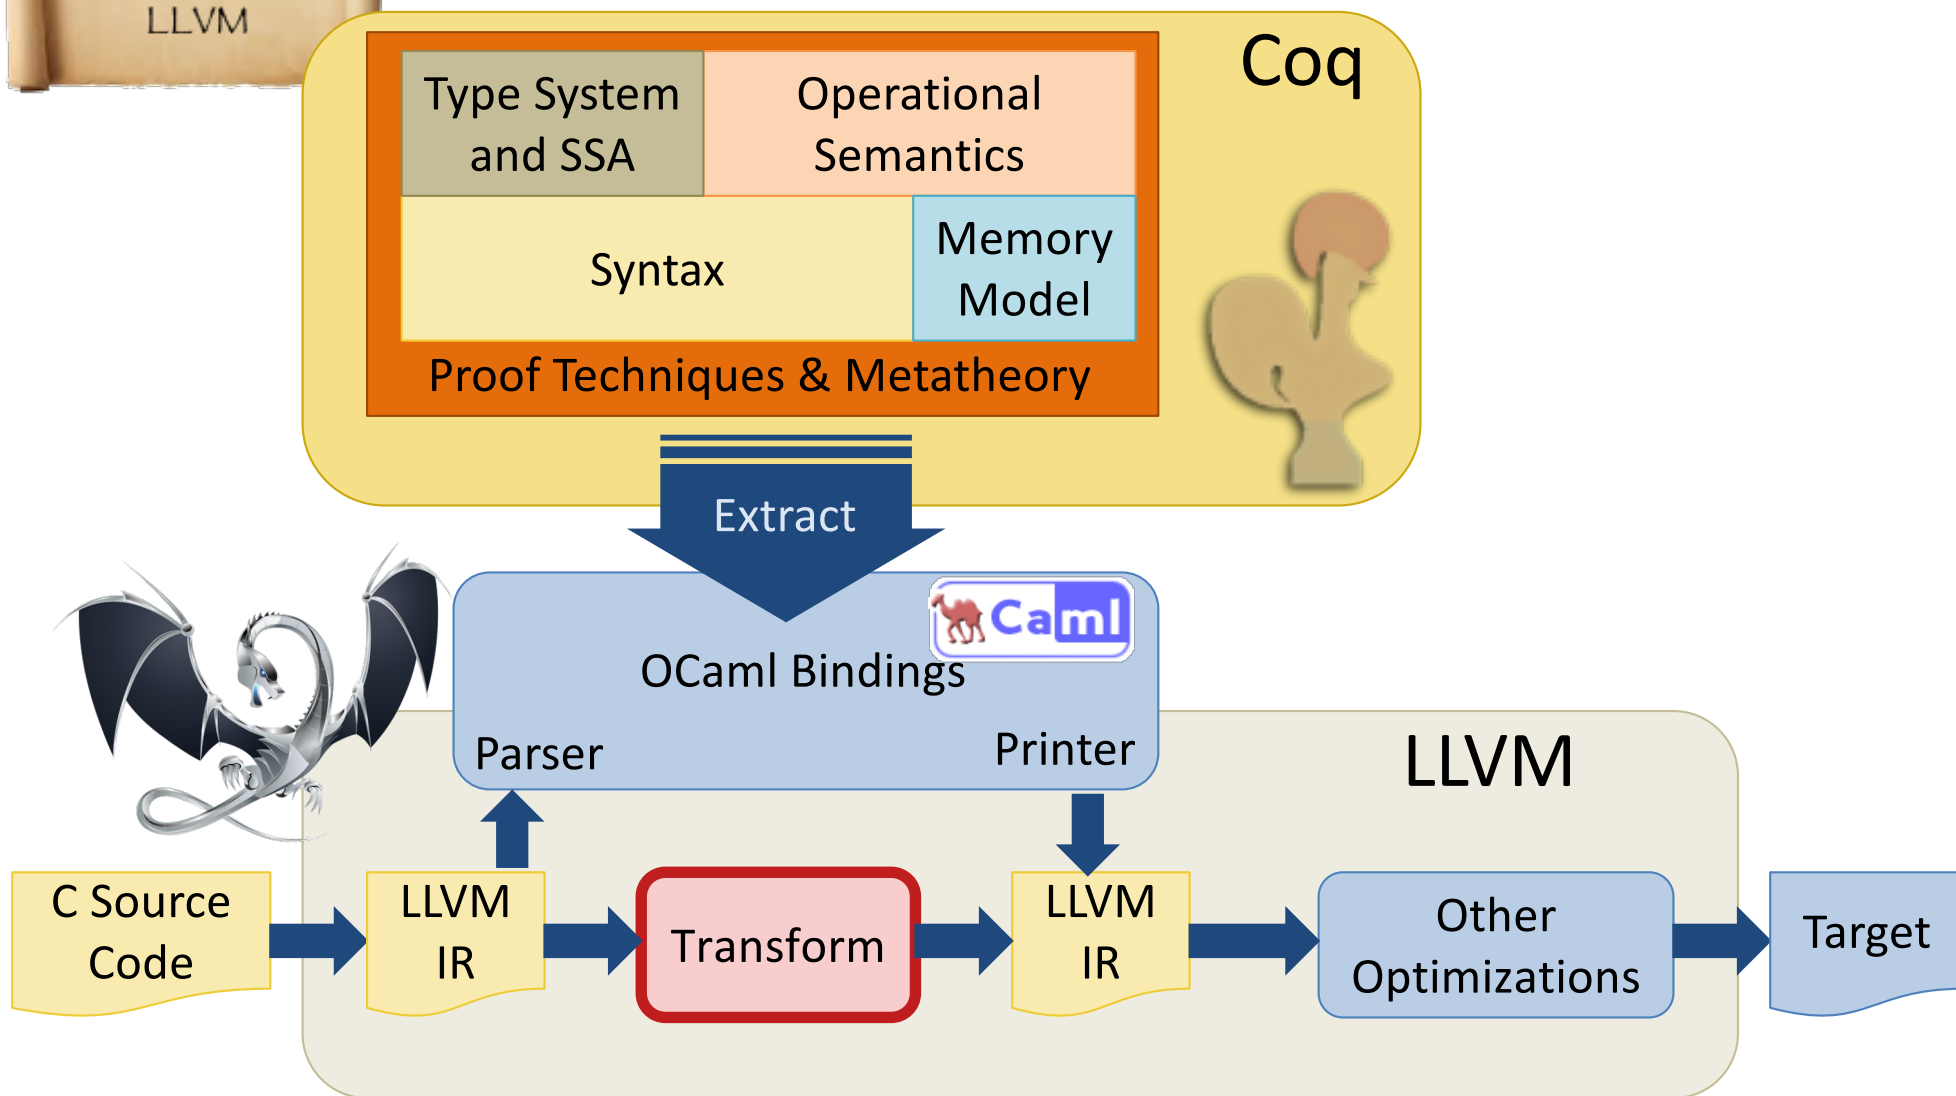 LLVM
Coq
Type System
and SSA
Operational
Semantics
Syntax
Memory
Model
Proof Techniques & Metatheory
Extract
Caml
OCaml Bindings
Parser
Printer
LLVM
C Source
Code
LLVM
IR
Transform
LLVM
IR
Other
Optimizations
Target